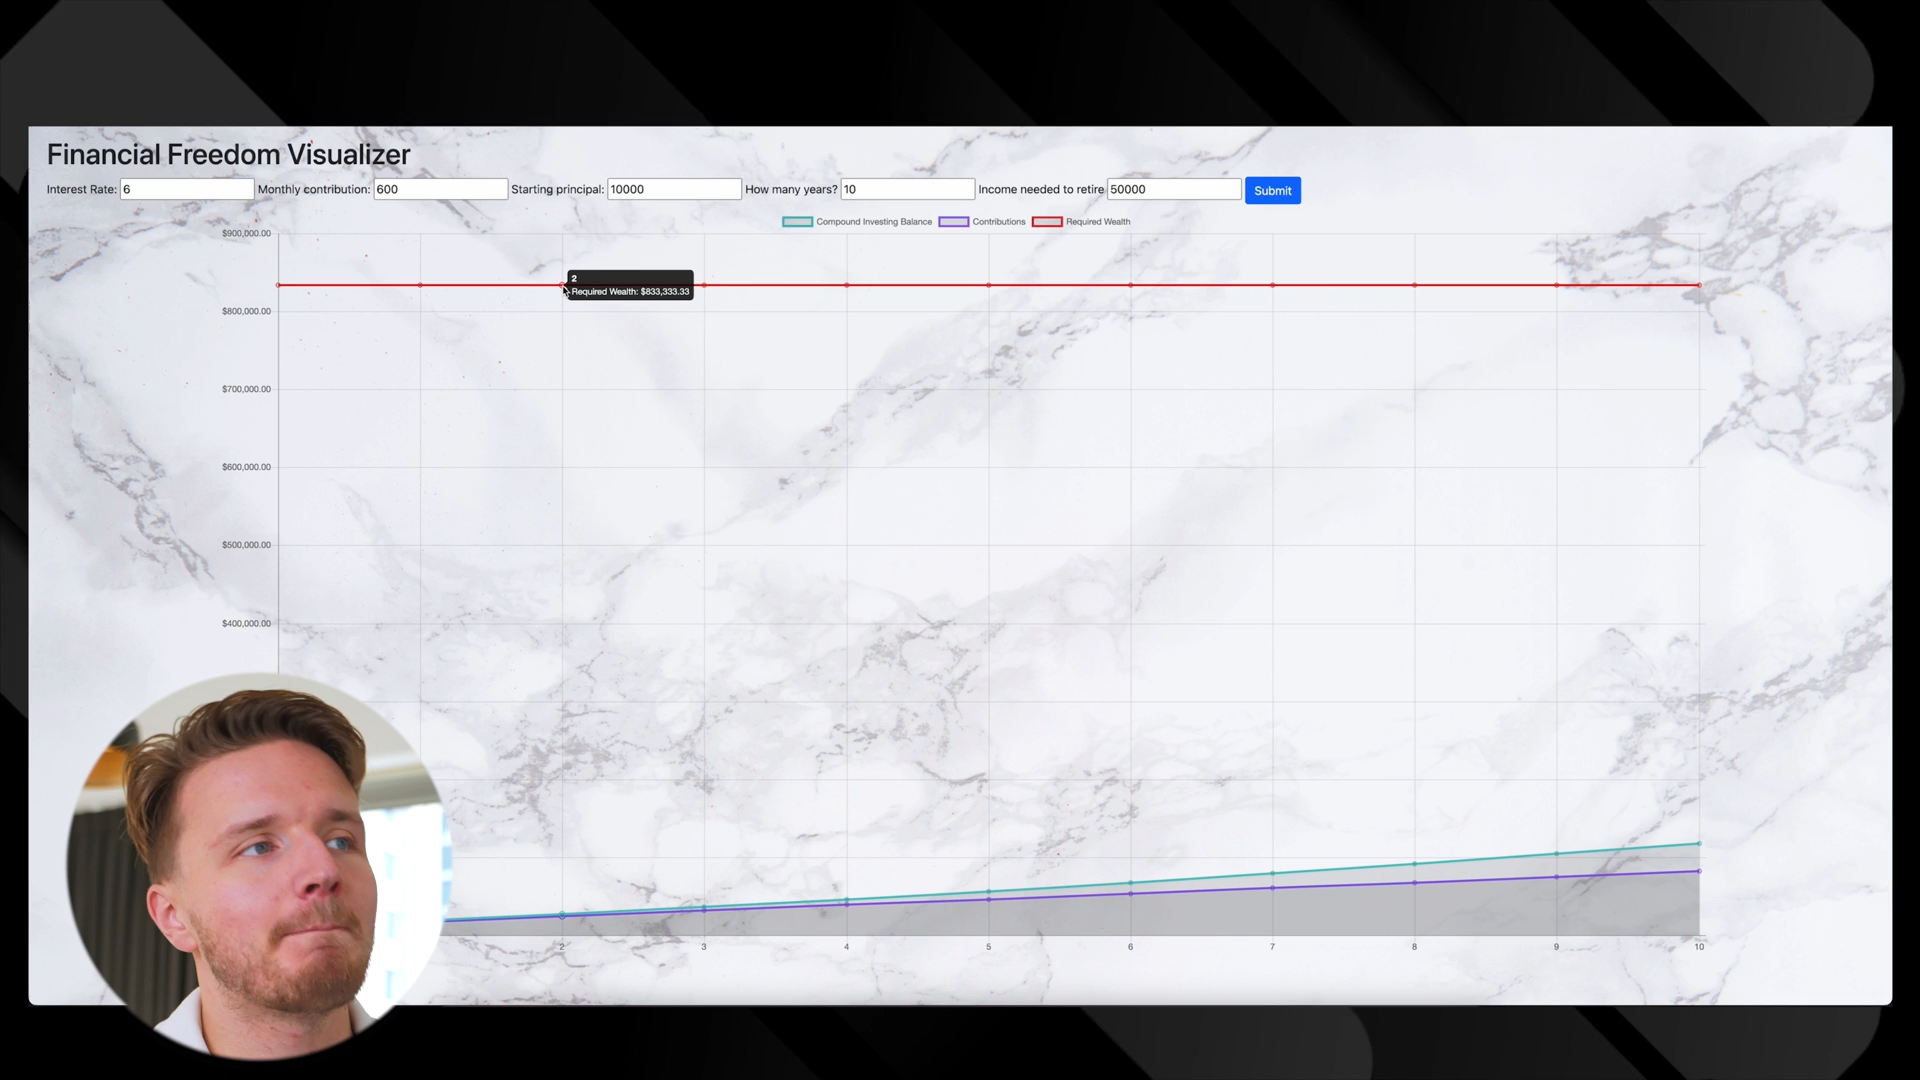 Financial Freedom Visualizer
Interest Rate: 6 Monthly contribution: 600 Starting principal: 10000 How many years? 10 Income needed to retire 50000 Submit
Compound Investing Balance Contributions Required Wealth
$900,000.00
2
Required Wealth: $833,333.33
$800,000.00
$700,000.00
$600,000.00
$500,000.00
$400,000.00
2 3 4 5 6 7 8 9 10